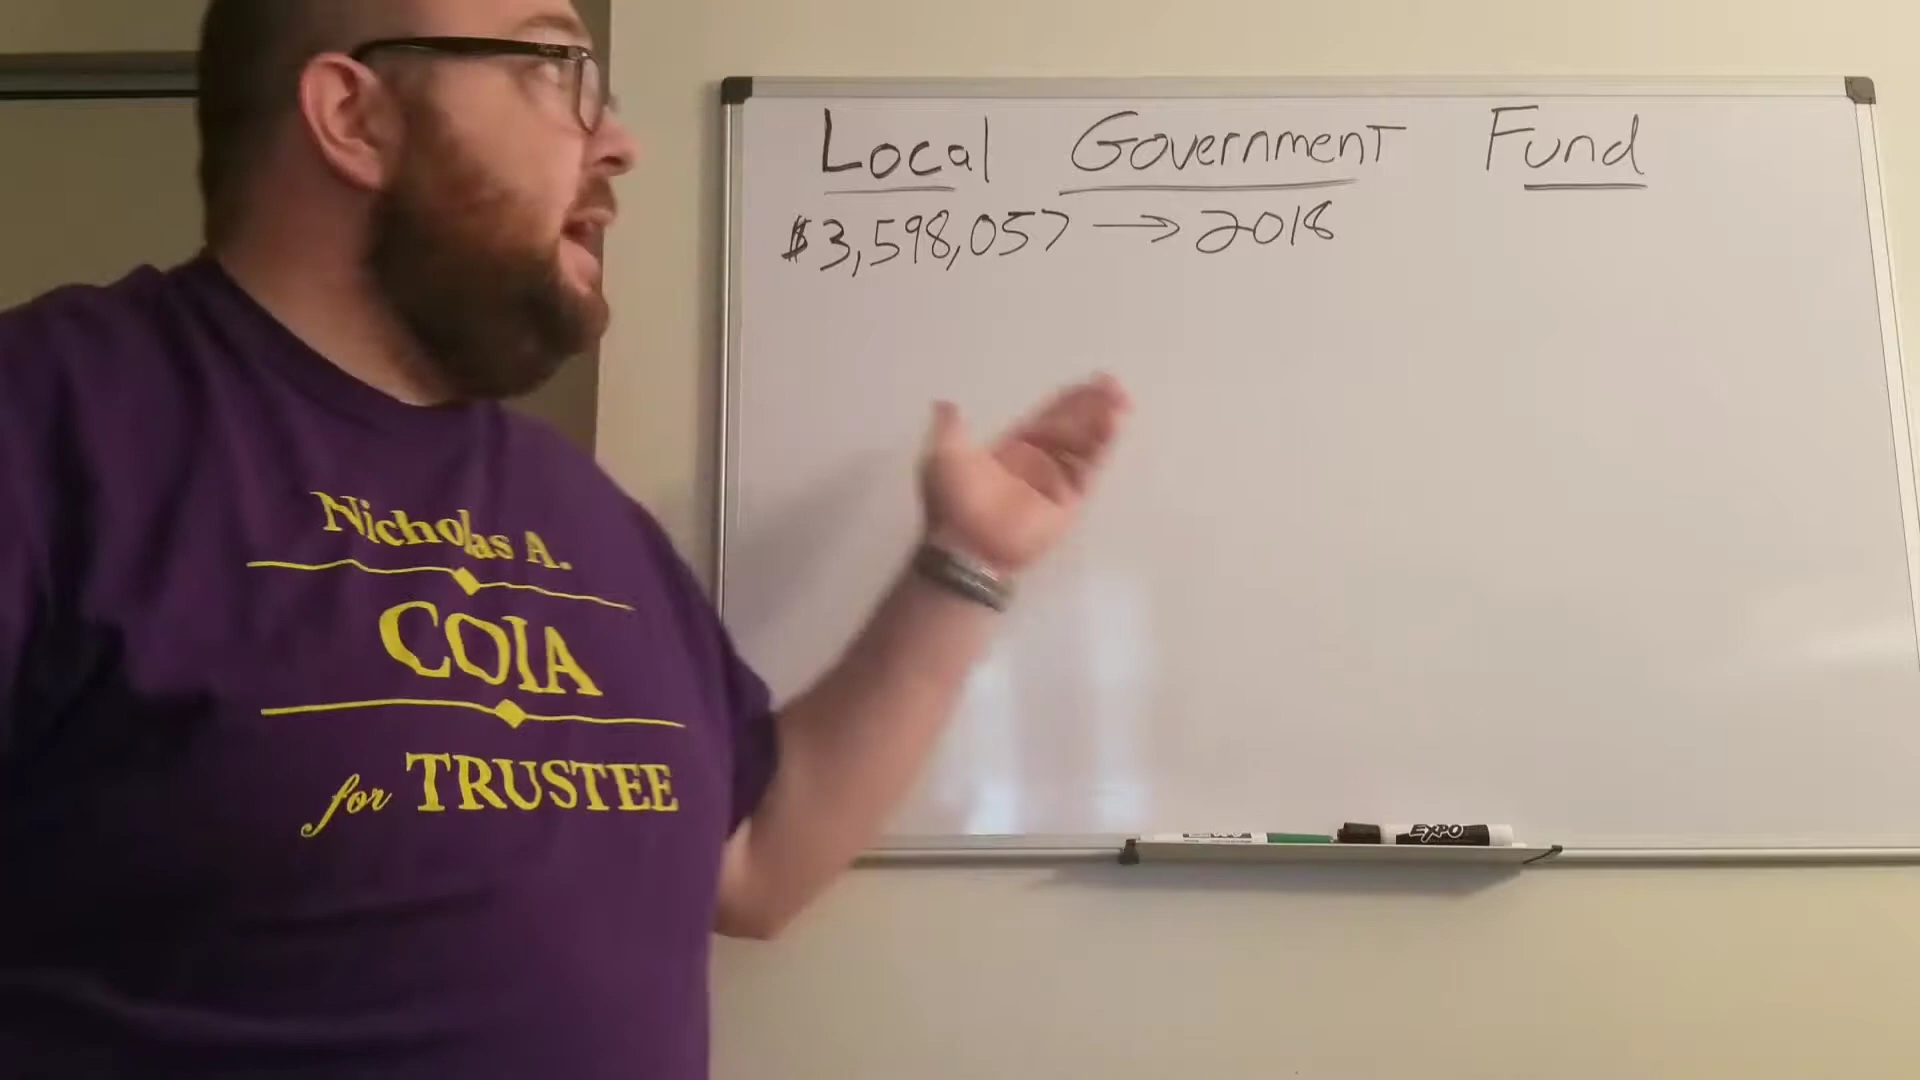 Local Government Fund
$3,598,057 → 2018
Nicholas A.
COIA
for TRUSTEE
EXPO